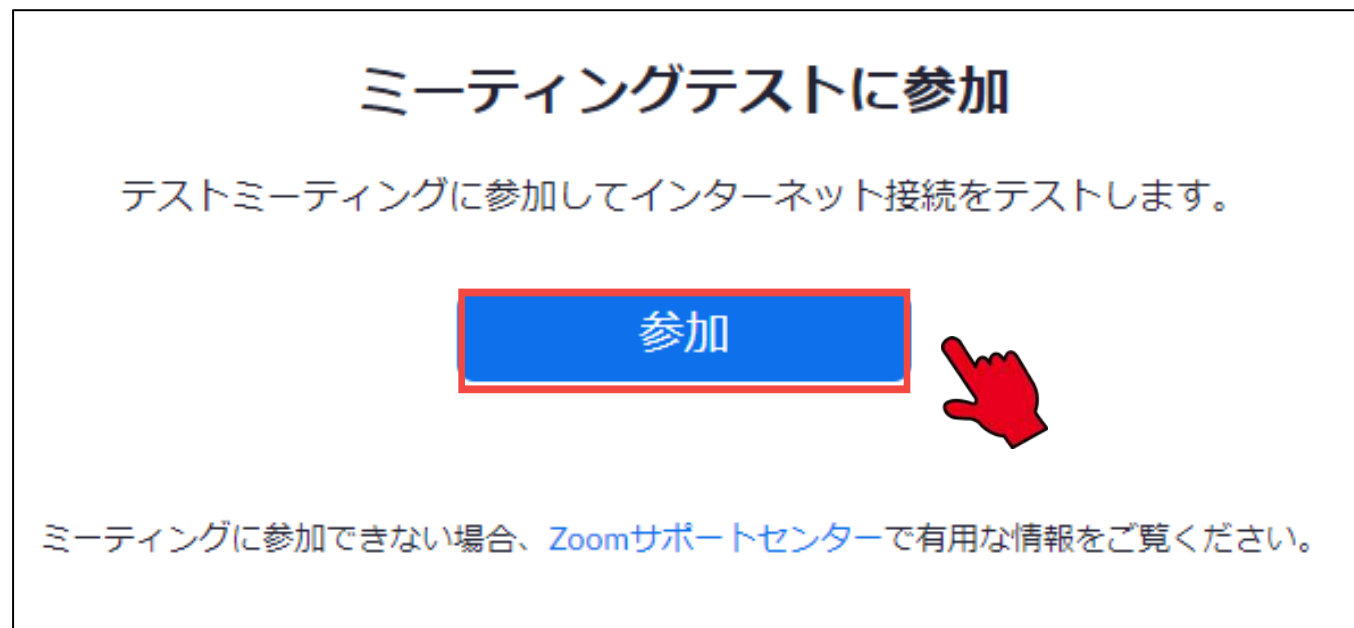 ミーティングテストに参加
テストミーティングに参加してインターネット接続をテストします。
参加
ミーティングに参加できない場合、Zoomサポートセンターで有用な情報をご覧ください。